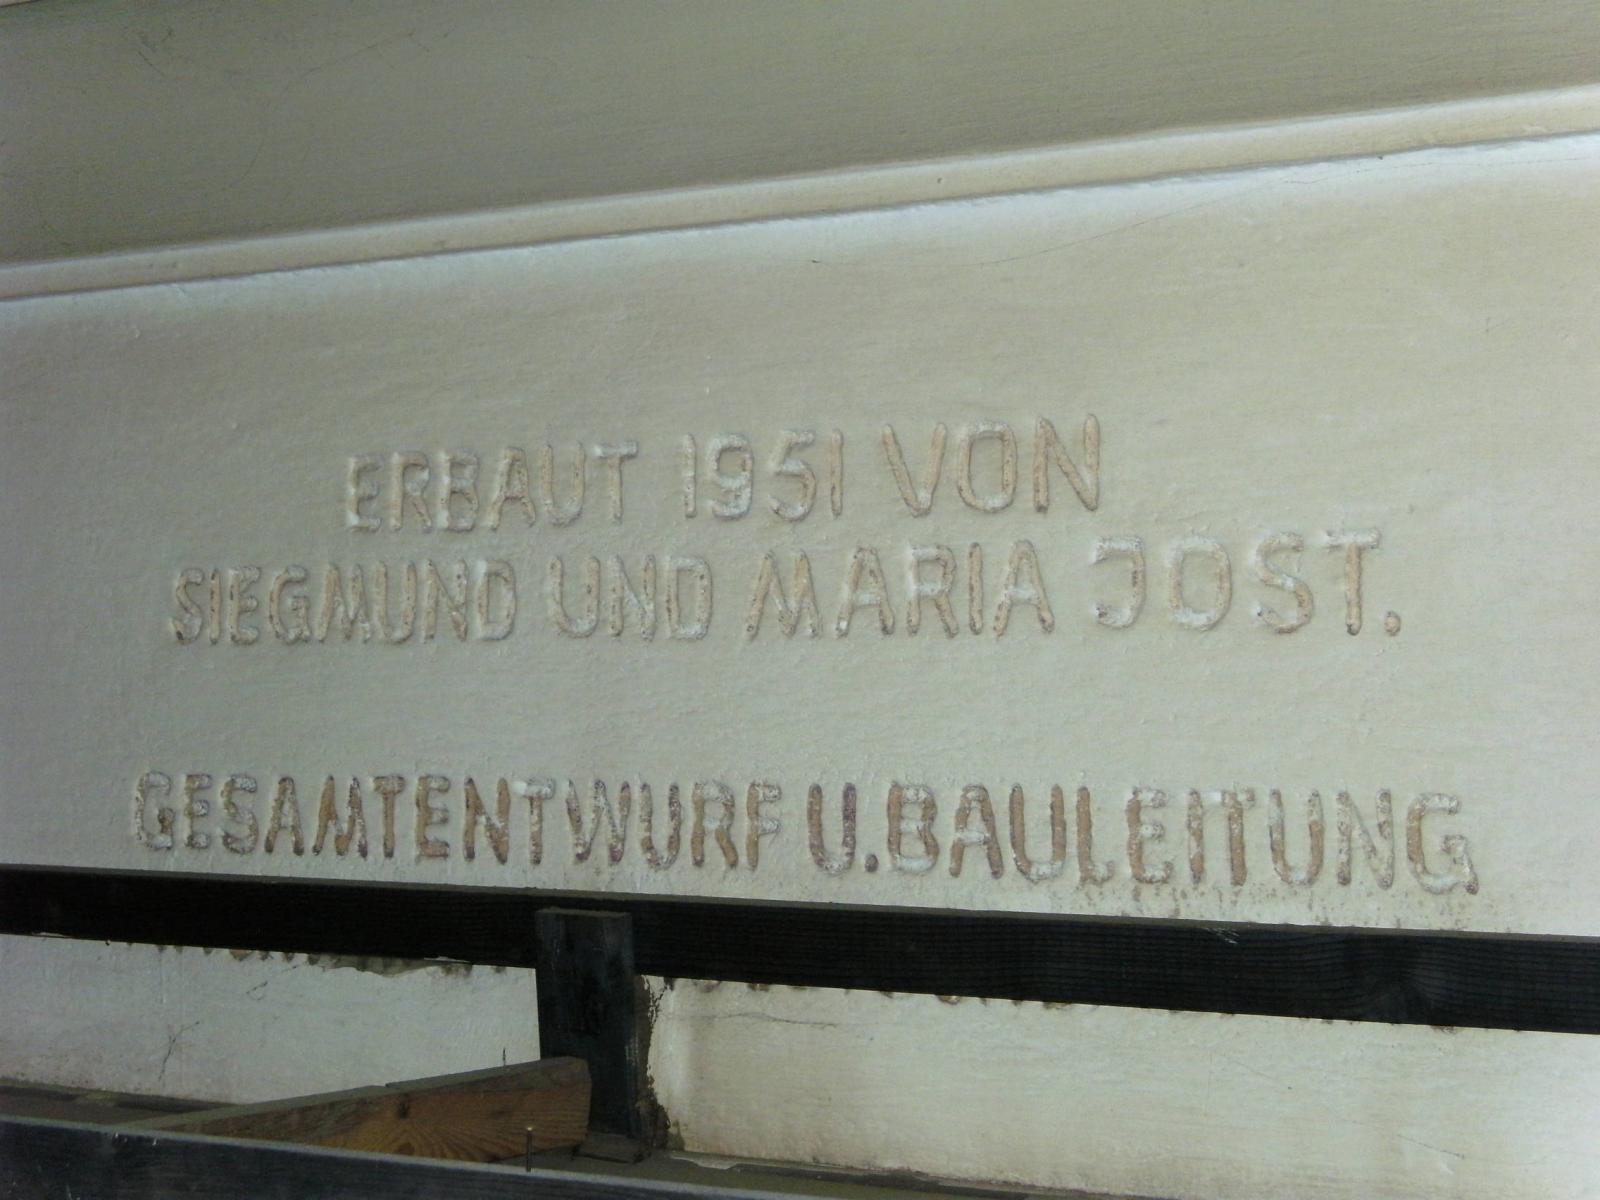 ERBAUT 1951 VON
SIEGMUND UND MARIA JOST.
GESAMTENTWURF U. BAULEITUNG